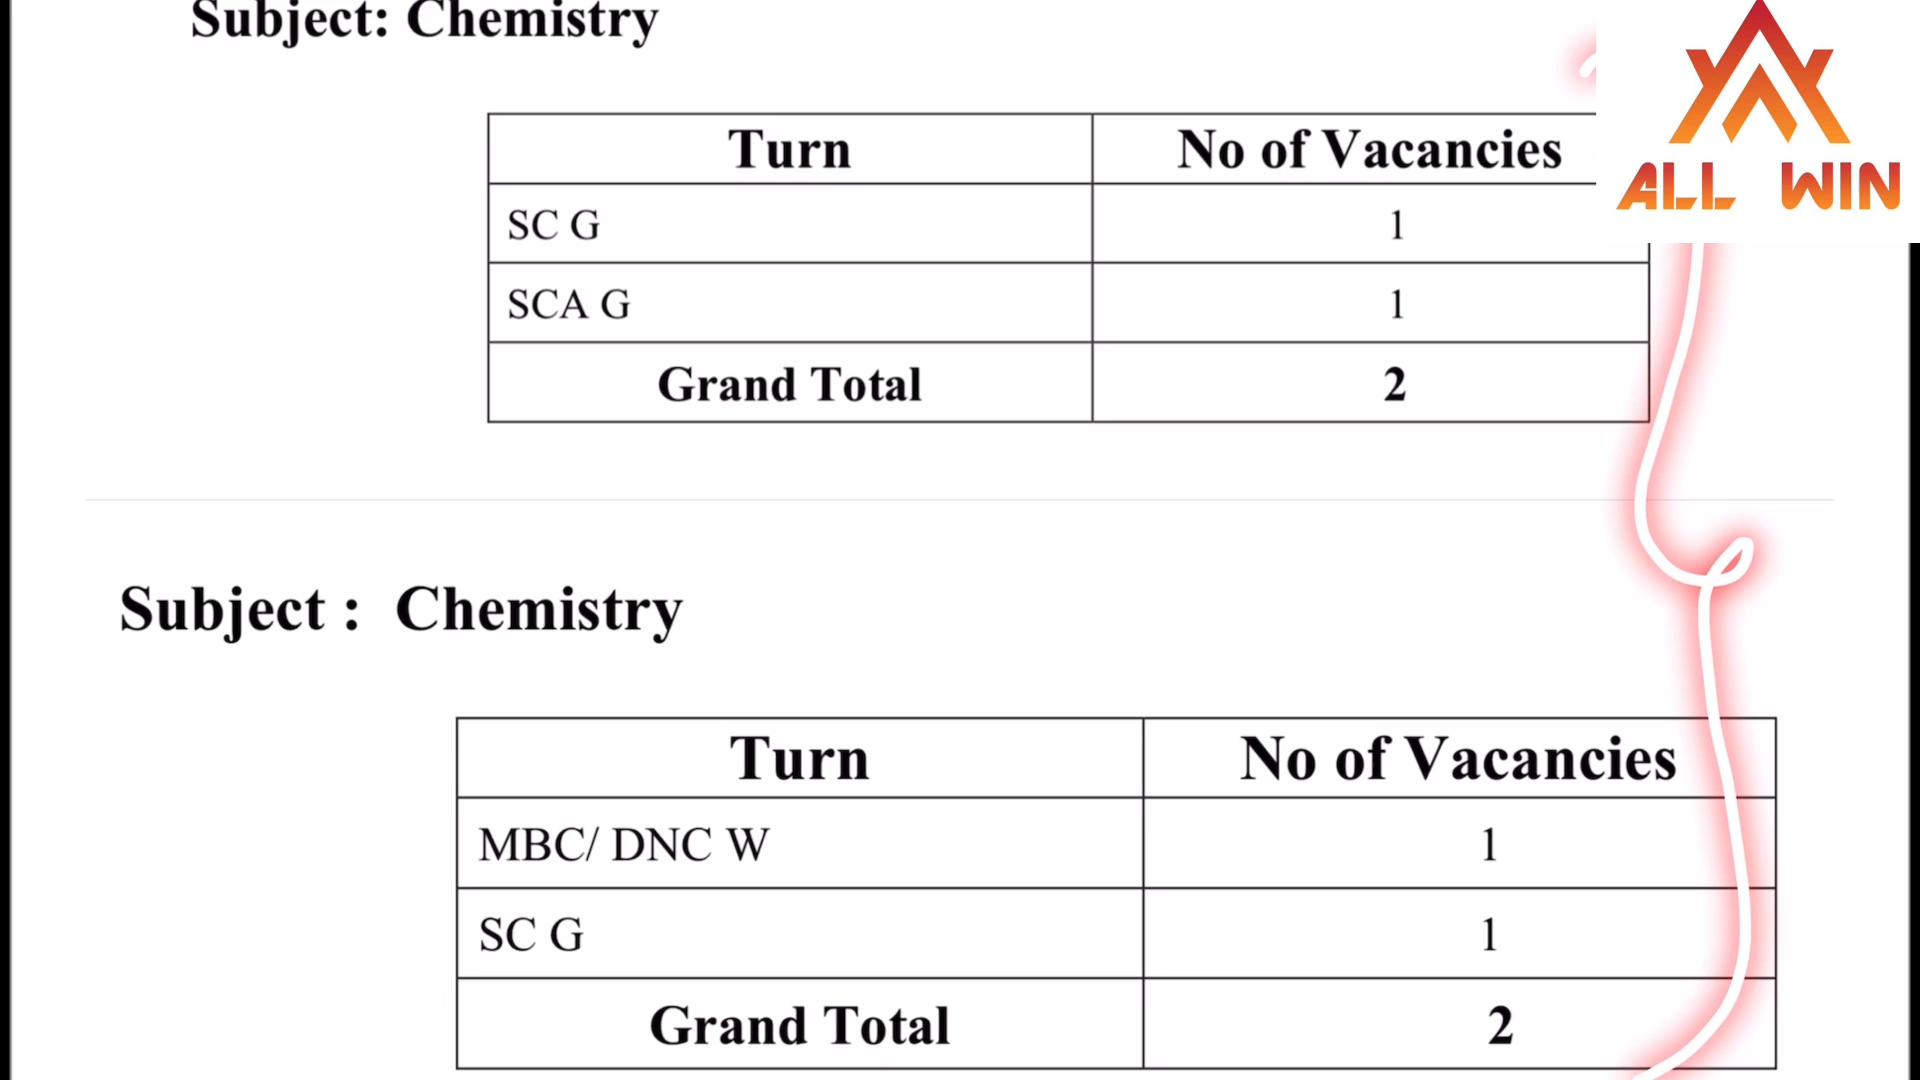 Subject: Chemistry
Turn No of Vacancies
SC G 1
SCA G 1
Grand Total 2
ALL WIN
Subject : Chemistry
Turn No of Vacancies
MBC/ DNC W 1
SC G 1
Grand Total 2